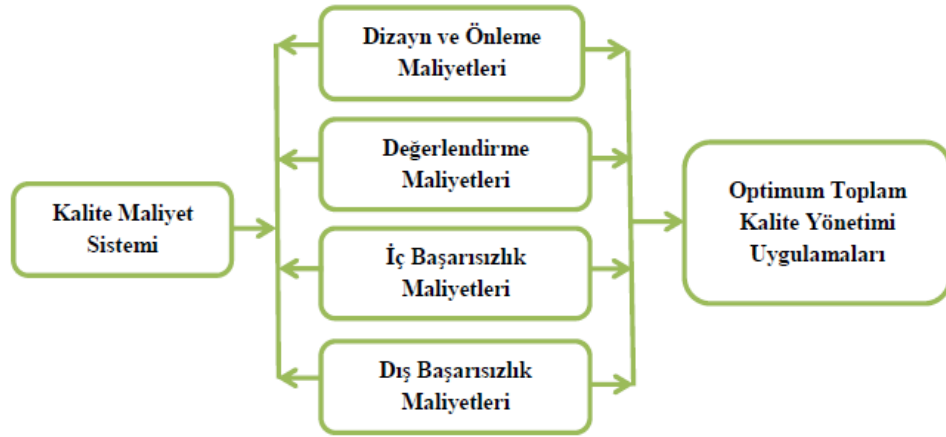 Kalite Maliyet
Sistemi
Dizayn ve Önleme
Maliyetleri
Değerlendirme
Maliyetleri
İç Başarısızlık
Maliyetleri
Dış Başarısızlık
Maliyetleri
Optimum Toplam
Kalite Yönetimi
Uygulamaları